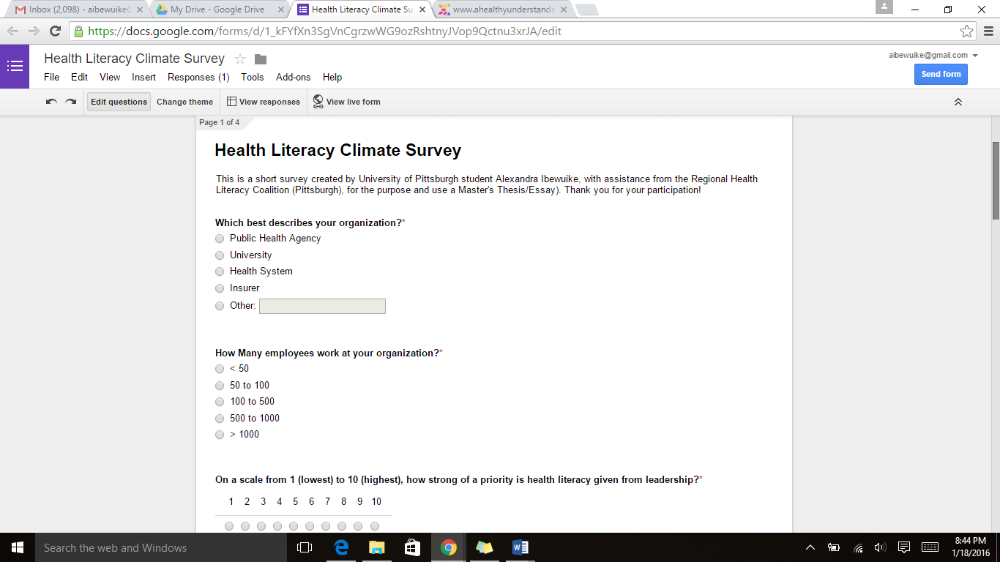 Inbox (2,098) - aibewuike@
My Drive - Google Drive
Health Literacy Climate Su
www.ahealthyunderstandi
https://docs.google.com/forms/d/1_kFYfXn3SgVnCgrzwWG9ozRshtnyJVop9Qctnu3xrJA/edit
Health Literacy Climate Survey
aibewuike@gmail.com
File Edit View Insert Responses (1) Tools Add-ons Help
Send form
Edit questions Change theme View responses View live form
Page 1 of 4
Health Literacy Climate Survey
This is a short survey created by University of Pittsburgh student Alexandra Ibewuike, with assistance from the Regional Health
Literacy Coalition (Pittsburgh), for the purpose and use a Master's Thesis/Essay). Thank you for your participation!
Which best describes your organization?*
Public Health Agency
University
Health System
Insurer
Other:
How Many employees work at your organization?*
< 50
50 to 100
100 to 500
500 to 1000
> 1000
On a scale from 1 (lowest) to 10 (highest), how strong of a priority is health literacy given from leadership?*
1 2 3 4 5 6 7 8 9 10
Search the web and Windows
8:44 PM
1/18/2016